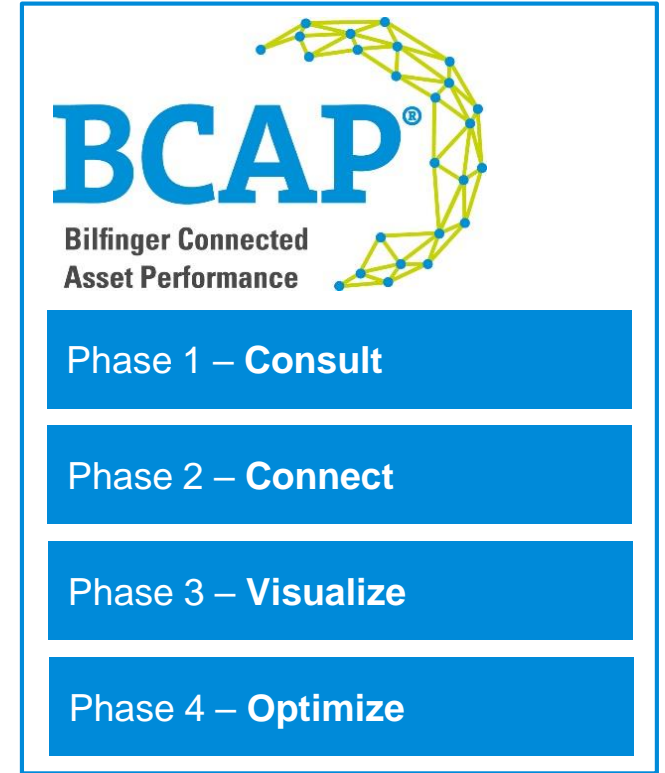 BCAP®
Bilfinger Connected
Asset Performance
Phase 1 – Consult
Phase 2 – Connect
Phase 3 – Visualize
Phase 4 – Optimize